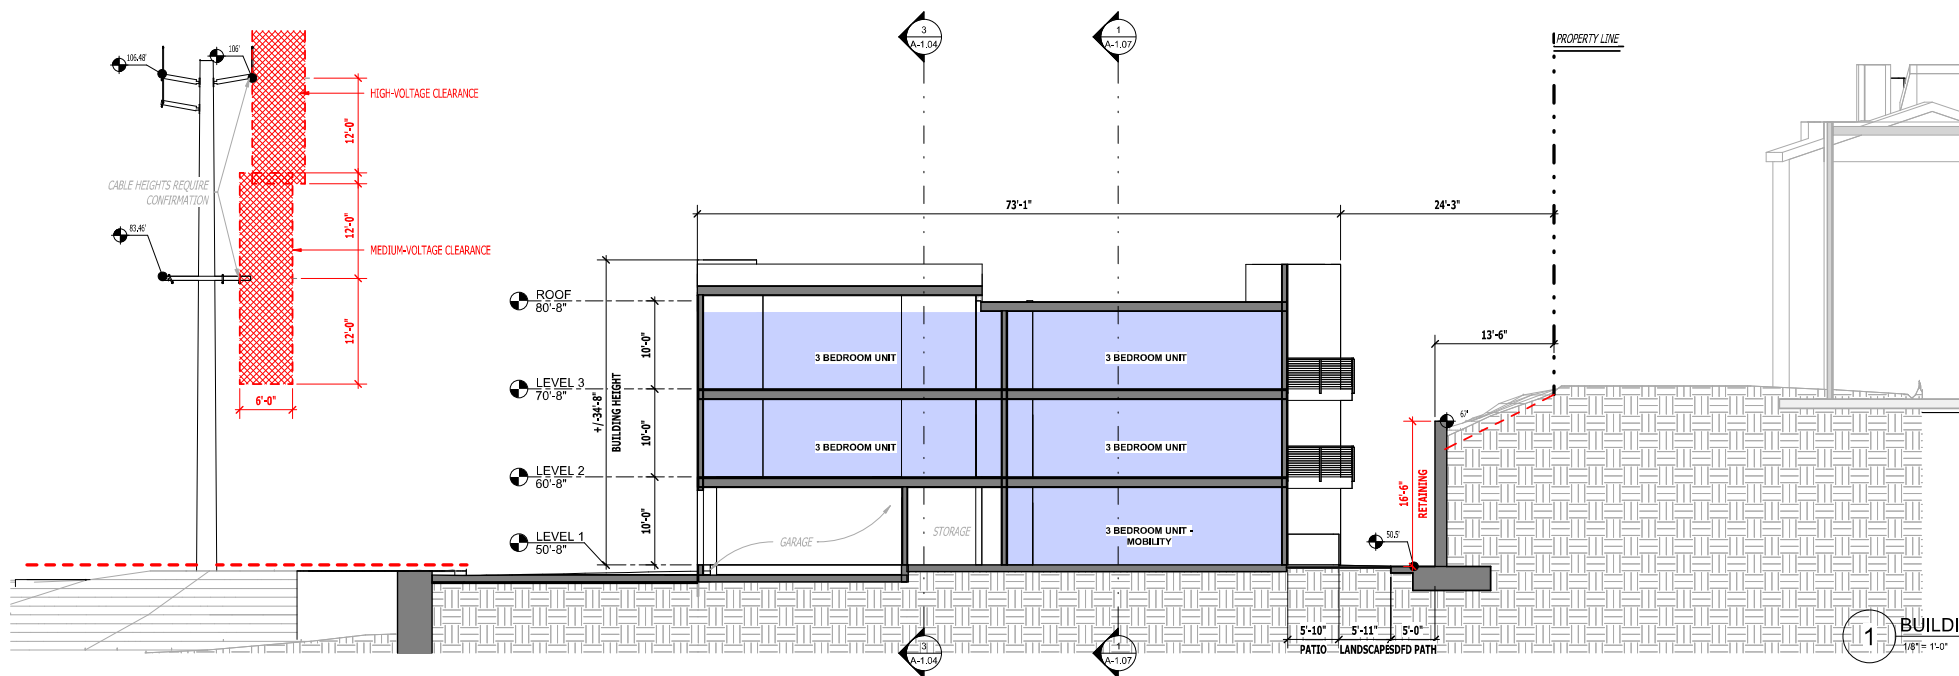 3
A-1.04
1
A-1.07
PROPERTY LINE
106.48'
106'
HIGH-VOLTAGE CLEARANCE
12'-0"
CABLE HEIGHTS REQUIRE
CONFIRMATION
12'-0"
83.46'
MEDIUM-VOLTAGE CLEARANCE
12'-0"
6'-0"
73'-1"
24'-3"
ROOF
80'-8"
LEVEL 3
70'-8"
LEVEL 2
60'-8"
LEVEL 1
50'-8"
+/-34'-8"
BUILDING HEIGHT
10'-0"
10'-0"
10'-0"
3 BEDROOM UNIT
3 BEDROOM UNIT
3 BEDROOM UNIT
3 BEDROOM UNIT
GARAGE
STORAGE
3 BEDROOM UNIT -
MOBILITY
13'-6"
67'
16'-6"
RETAINING
50.5'
5'-10"
5'-11"
5'-0"
PATIO
LANDSCAPE
SDFD PATH
3
A-1.04
1
A-1.07
1
BUILDI
1/8" = 1'-0"